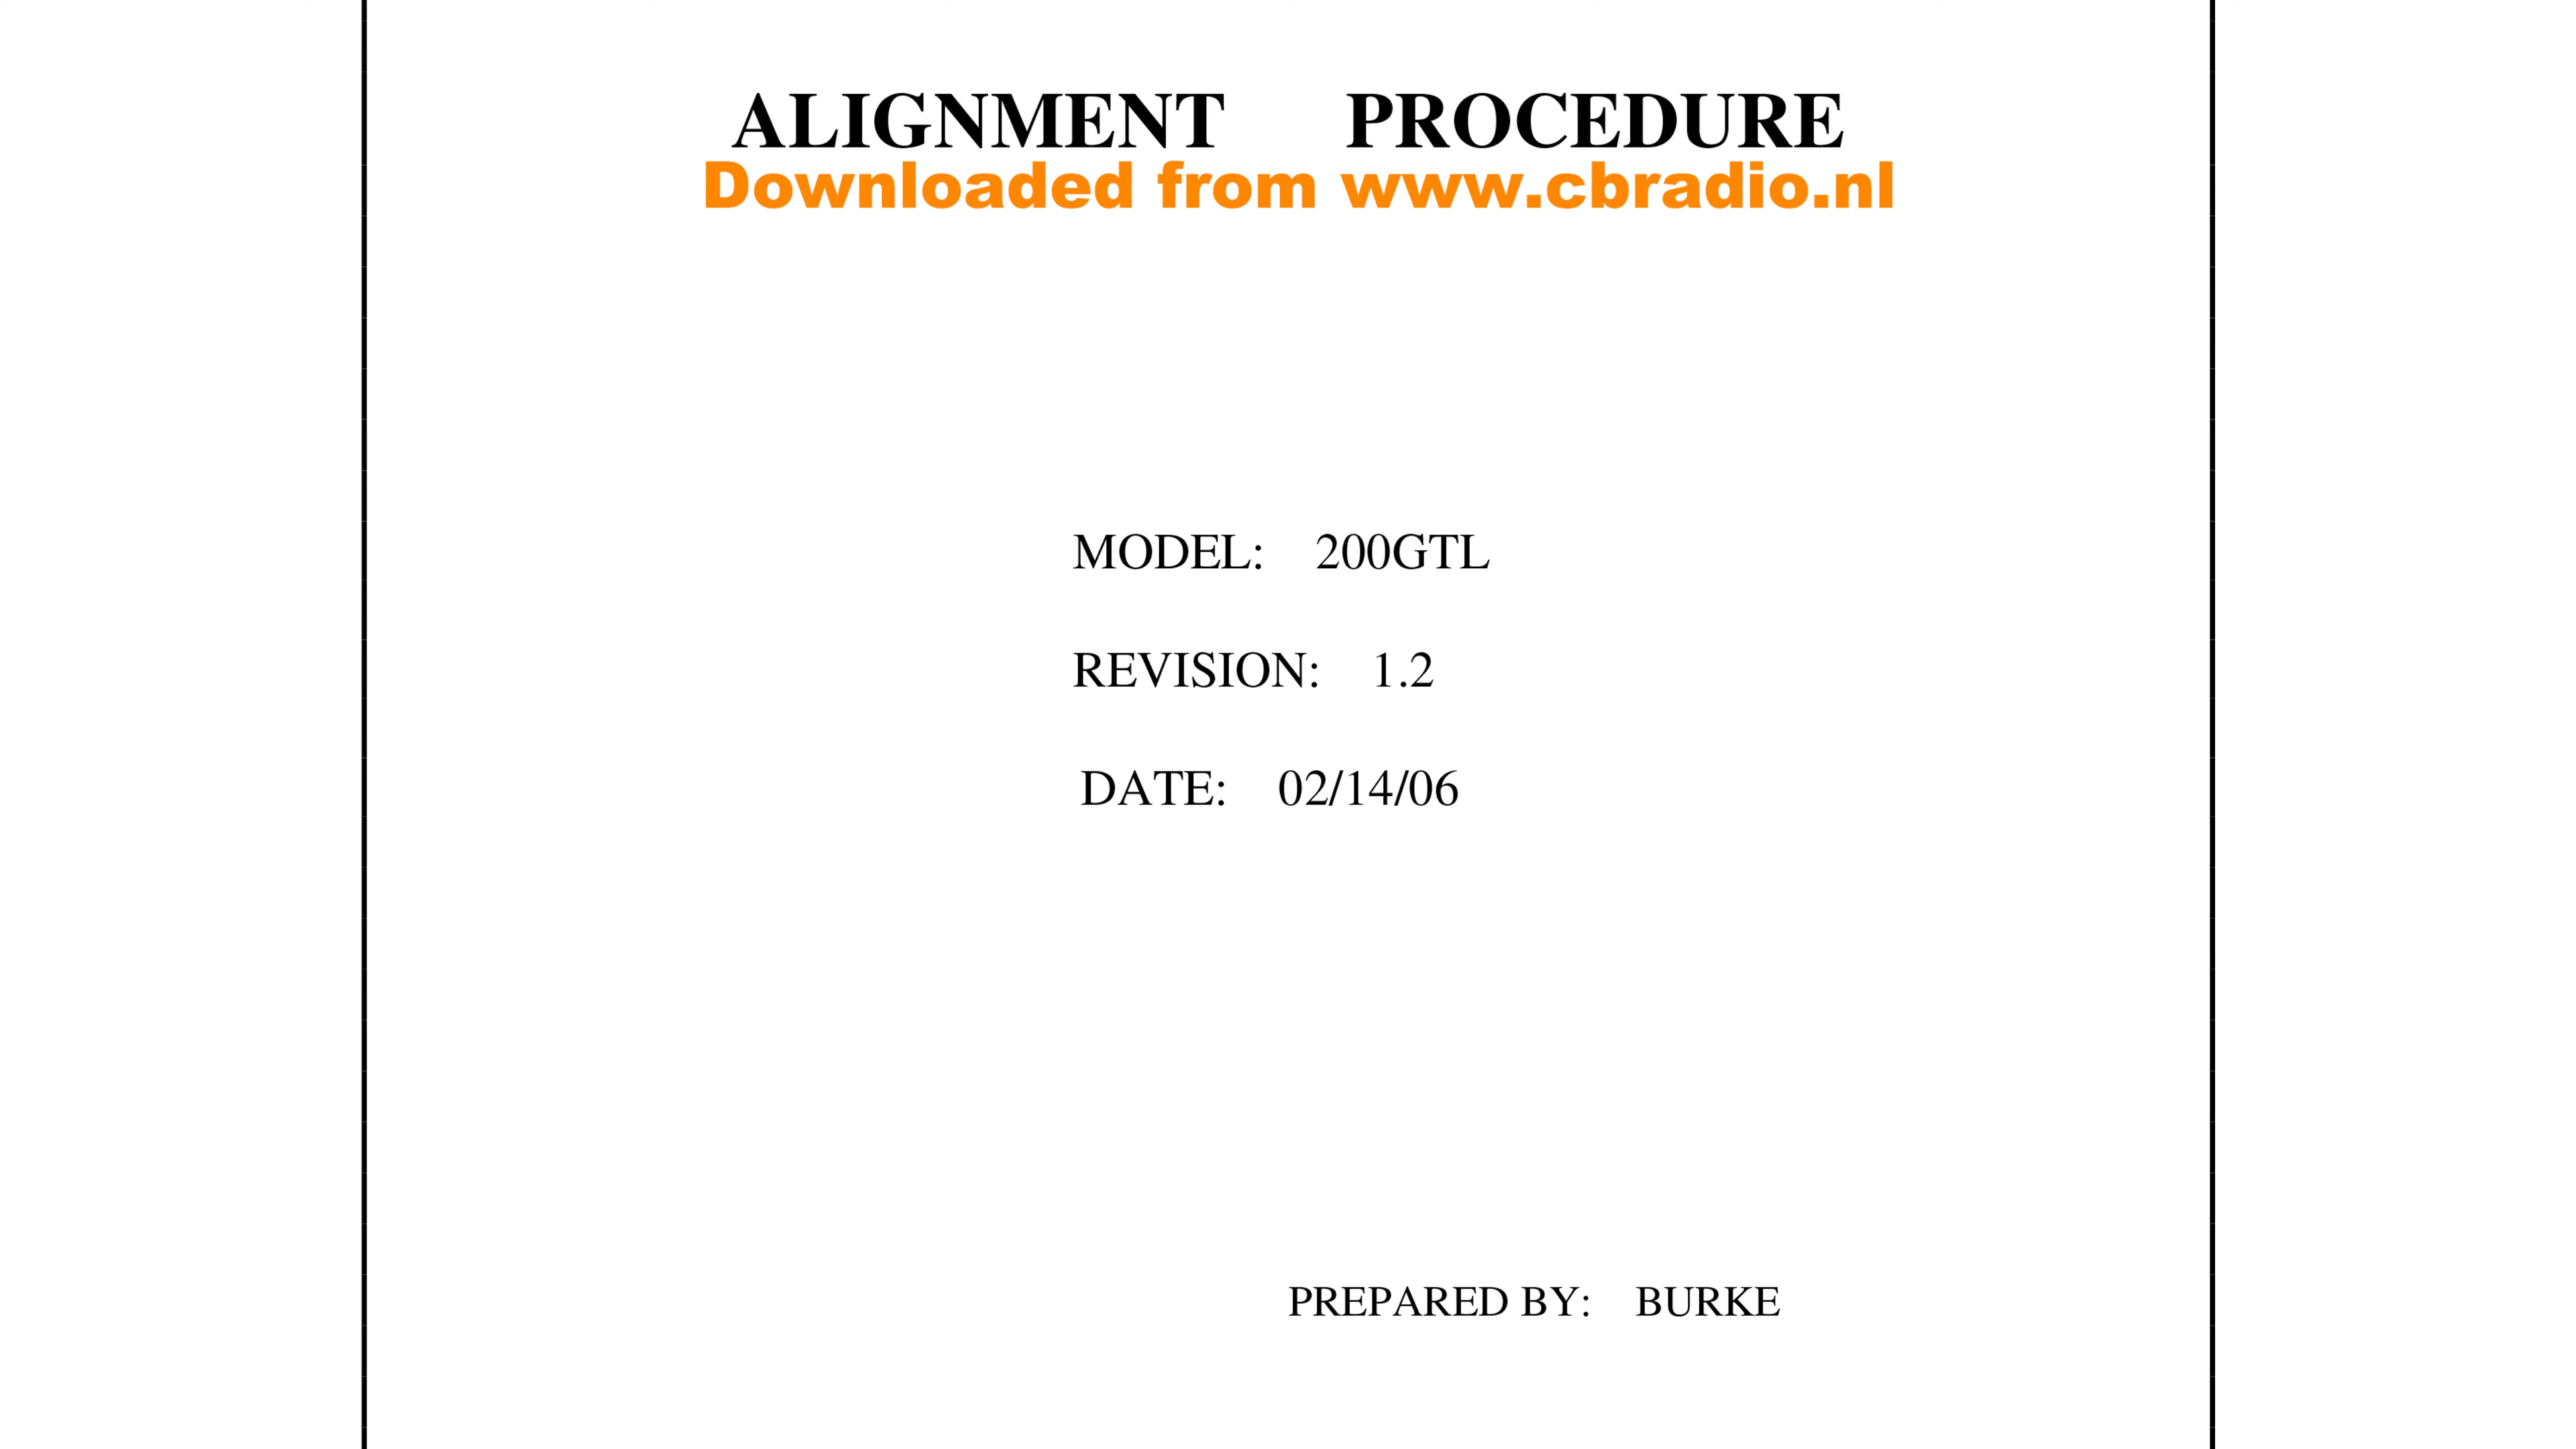 ALIGNMENT PROCEDURE
Downloaded from www.cbradio.nl
MODEL: 200GTL
REVISION: 1.2
DATE: 02/14/06
PREPARED BY: BURKE